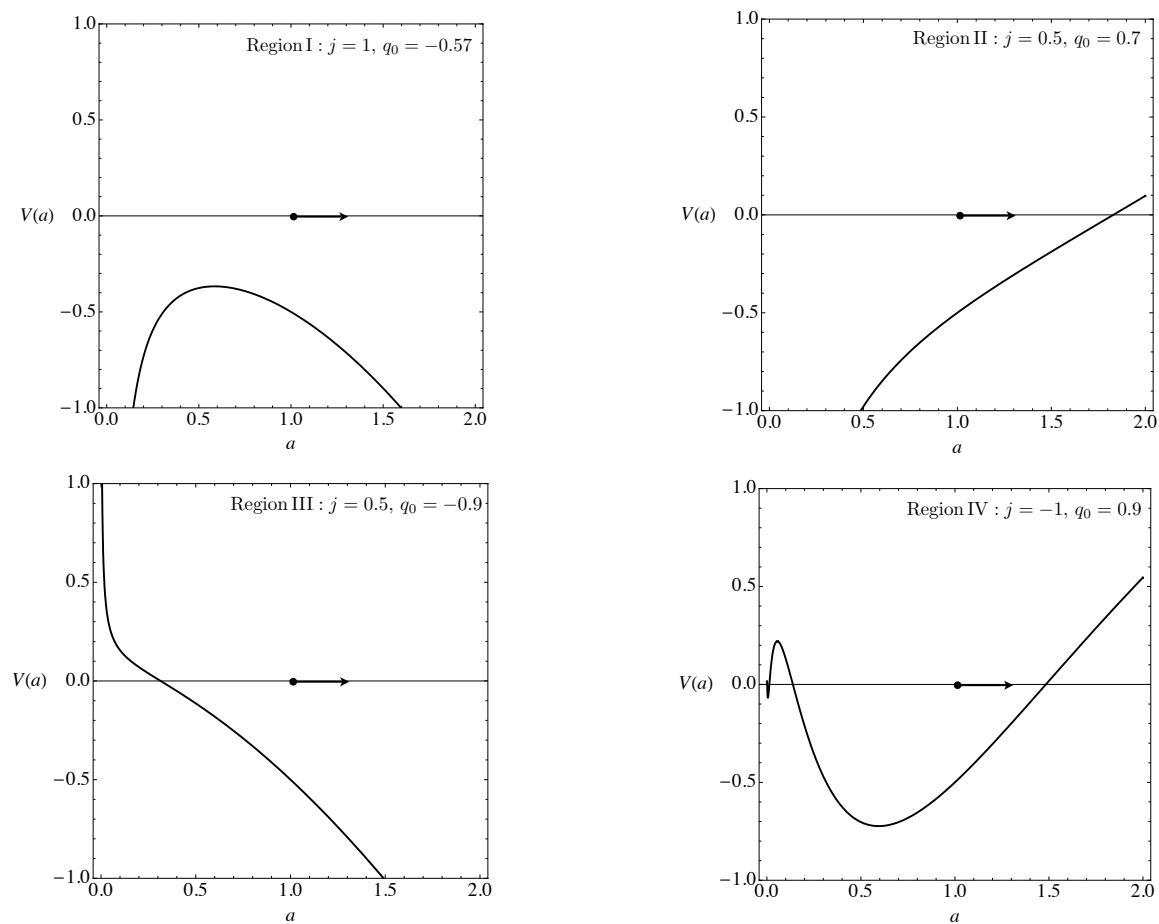 Region I : j = 1, q₀ = −0.57
1.0
0.5
V(a) 0.0
−0.5
−1.0
0.0 0.5 1.0 1.5 2.0
a
Region II : j = 0.5, q₀ = 0.7
1.0
0.5
V(a) 0.0
−0.5
−1.0
0.0 0.5 1.0 1.5 2.0
a
Region III : j = 0.5, q₀ = −0.9
1.0
0.5
V(a) 0.0
−0.5
−1.0
0.0 0.5 1.0 1.5 2.0
a
Region IV : j = −1, q₀ = 0.9
1.0
0.5
V(a) 0.0
−0.5
−1.0
0.0 0.5 1.0 1.5 2.0
a